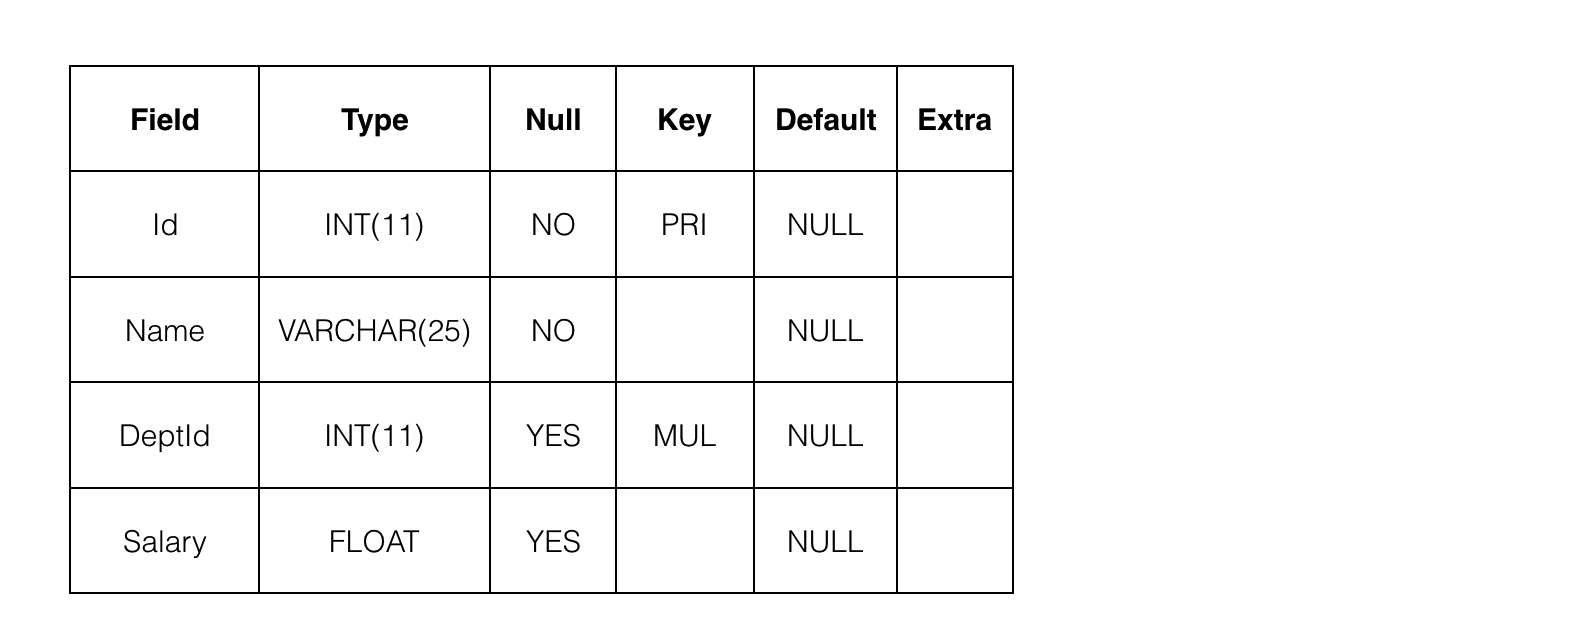 Field Type Null Key Default Extra
Id INT(11) NO PRI NULL
Name VARCHAR(25) NO NULL
DeptId INT(11) YES MUL NULL
Salary FLOAT YES NULL